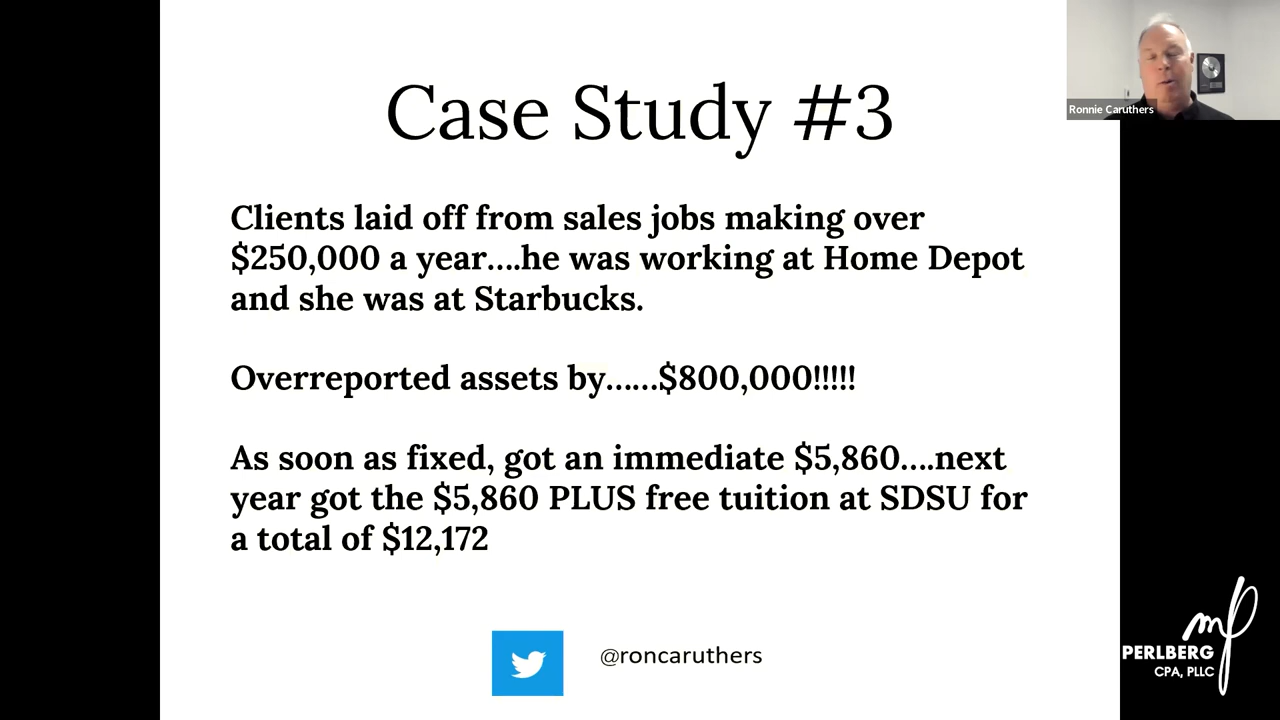 Case Study #3
Ronnie Caruthers
Clients laid off from sales jobs making over
$250,000 a year....he was working at Home Depot
and she was at Starbucks.
Overreported assets by......$800,000!!!!!
As soon as fixed, got an immediate $5,860....next
year got the $5,860 PLUS free tuition at SDSU for
a total of $12,172
@roncaruthers
mp
PERLBERG
CPA, PLLC